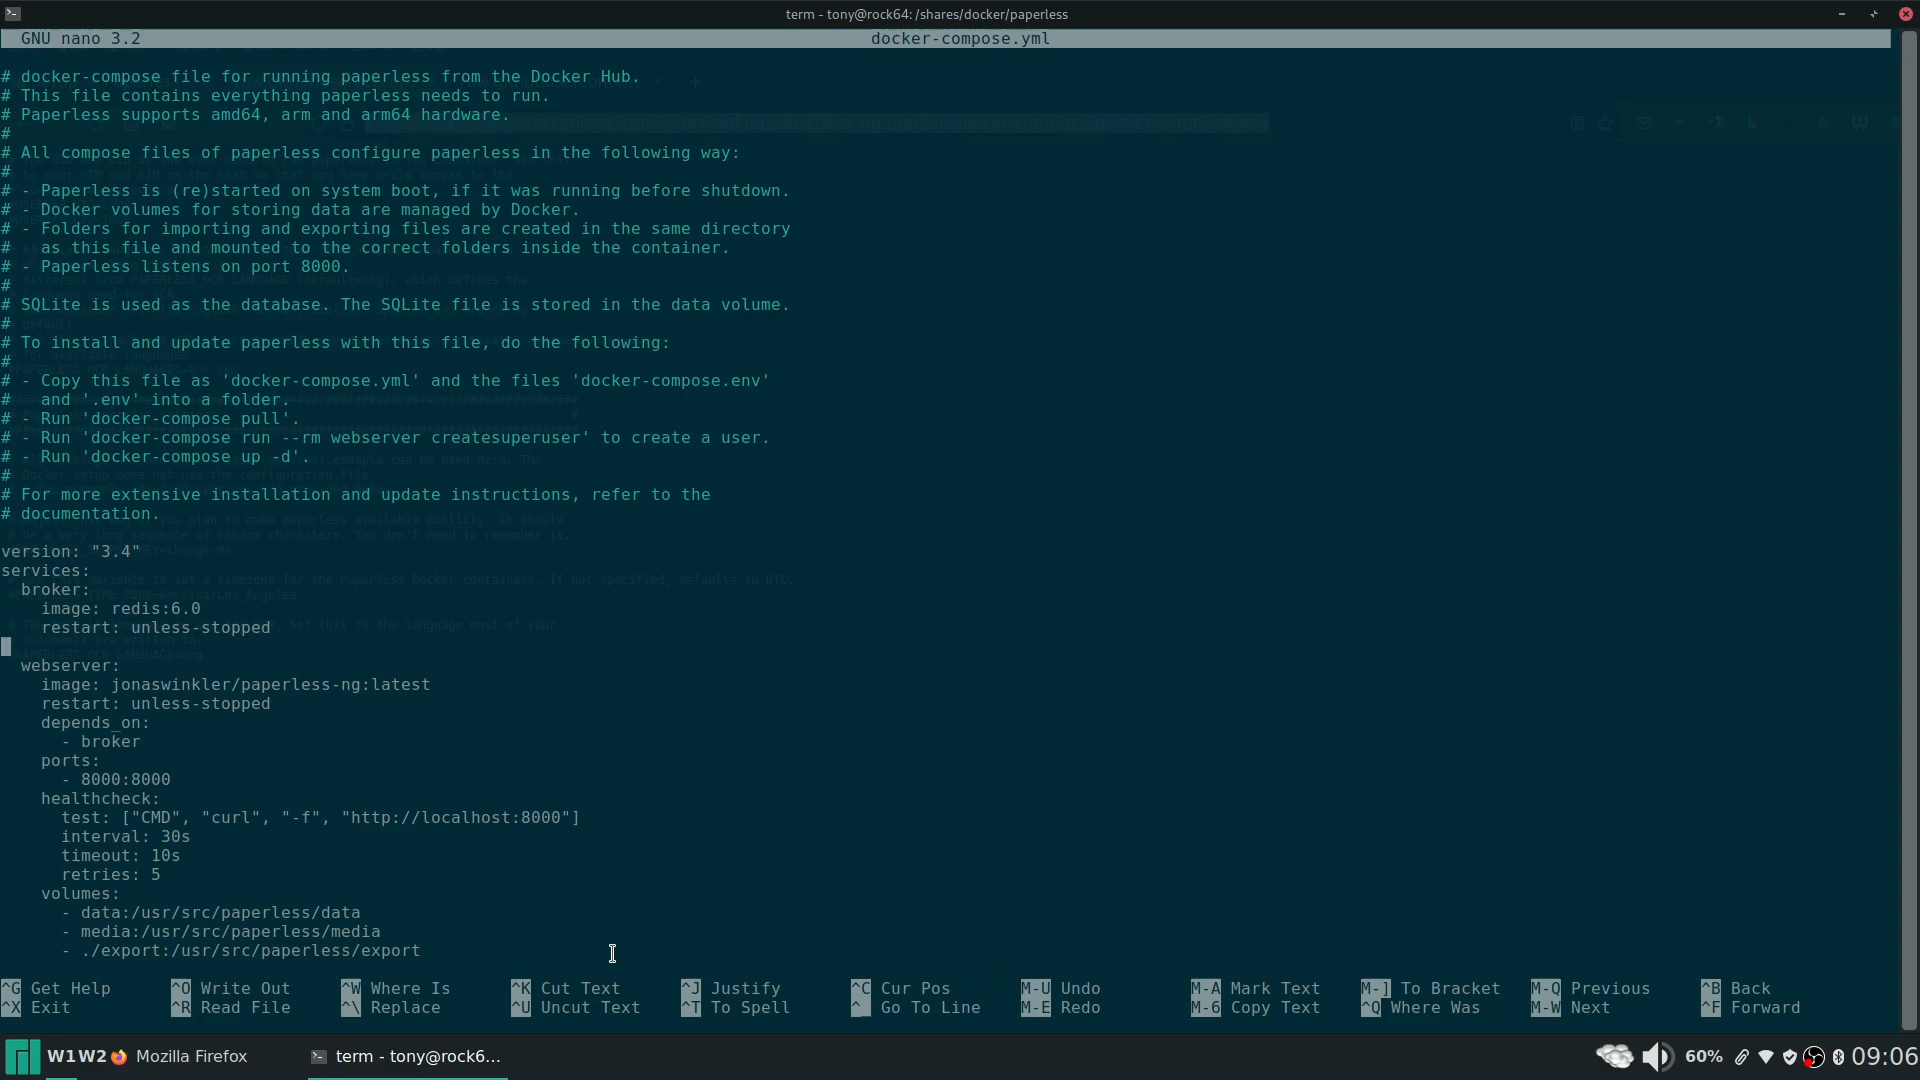 term - tony@rock64: /shares/docker/paperless
GNU nano 3.2 docker-compose.yml
# docker-compose file for running paperless from the Docker Hub.
# This file contains everything paperless needs to run.
# Paperless supports amd64, arm and arm64 hardware.
#
# All compose files of paperless configure paperless in the following way:
#
# - Paperless is (re)started on system boot, if it was running before shutdown.
# - Docker volumes for storing data are managed by Docker.
# - Folders for importing and exporting files are created in the same directory
#   as this file and mounted to the correct folders inside the container.
# - Paperless listens on port 8000.
#
# SQLite is used as the database. The SQLite file is stored in the data volume.
#
# To install and update paperless with this file, do the following:
#
# - Copy this file as 'docker-compose.yml' and the files 'docker-compose.env'
#   and '.env' into a folder.
# - Run 'docker-compose pull'.
# - Run 'docker-compose run --rm webserver createsuperuser' to create a user.
# - Run 'docker-compose up -d'.
#
# For more extensive installation and update instructions, refer to the
# documentation.
version: "3.4"
services:
  broker:
    image: redis:6.0
    restart: unless-stopped
  webserver:
    image: jonaswinkler/paperless-ng:latest
    restart: unless-stopped
    depends_on:
      - broker
    ports:
      - 8000:8000
    healthcheck:
      test: ["CMD", "curl", "-f", "http://localhost:8000"]
      interval: 30s
      timeout: 10s
      retries: 5
    volumes:
      - data:/usr/src/paperless/data
      - media:/usr/src/paperless/media
      - ./export:/usr/src/paperless/export
^G Get Help ^O Write Out ^W Where Is ^K Cut Text ^J Justify ^C Cur Pos M-U Undo M-A Mark Text M-] To Bracket M-Q Previous ^B Back
^X Exit ^R Read File ^\ Replace ^U Uncut Text ^T To Spell ^_ Go To Line M-E Redo M-6 Copy Text ^Q Where Was M-W Next ^F Forward
W1 W2 Mozilla Firefox term - tony@rock6... 60% 09:06